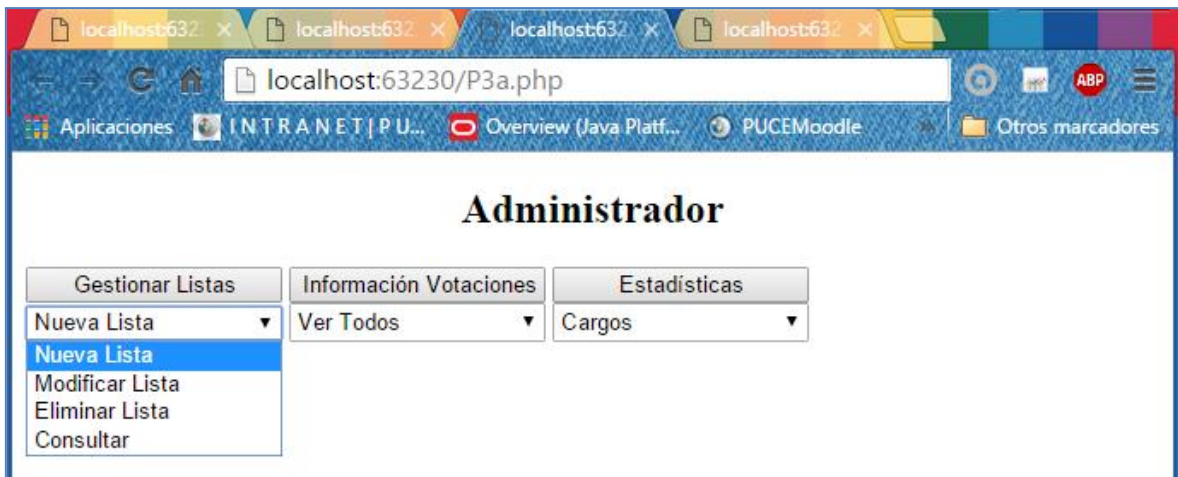 localhost:632 localhost:632 localhost:632 localhost:632
localhost:63230/P3a.php ABP
Aplicaciones INTRANET|PU... Overview (Java Platf... PUCEMoodle » Otros marcadores
Administrador
Gestionar Listas Información Votaciones Estadísticas
Nueva Lista Ver Todos Cargos
Nueva Lista
Modificar Lista
Eliminar Lista
Consultar